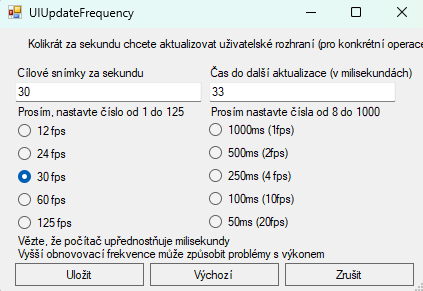 UIUpdateFrequency
Kolikrát za sekundu chcete aktualizovat uživatelské rozhraní (pro konkrétní operace
Cílové snímky za sekundu
Čas do další aktualizace (v milisekundách)
30
33
Prosím, nastavte číslo od 1 do 125
Prosím nastavte čísla od 8 do 1000
12 fps
1000ms (1fps)
24 fps
500ms (2fps)
30 fps
250ms (4 fps)
60 fps
100ms (10fps)
125 fps
50ms (20fps)
Vězte, že počítač upřednostňuje milisekundy
Vyšší obnovovací frekvence může způsobit problémy s výkonem
Uložit
Výchozí
Zrušit